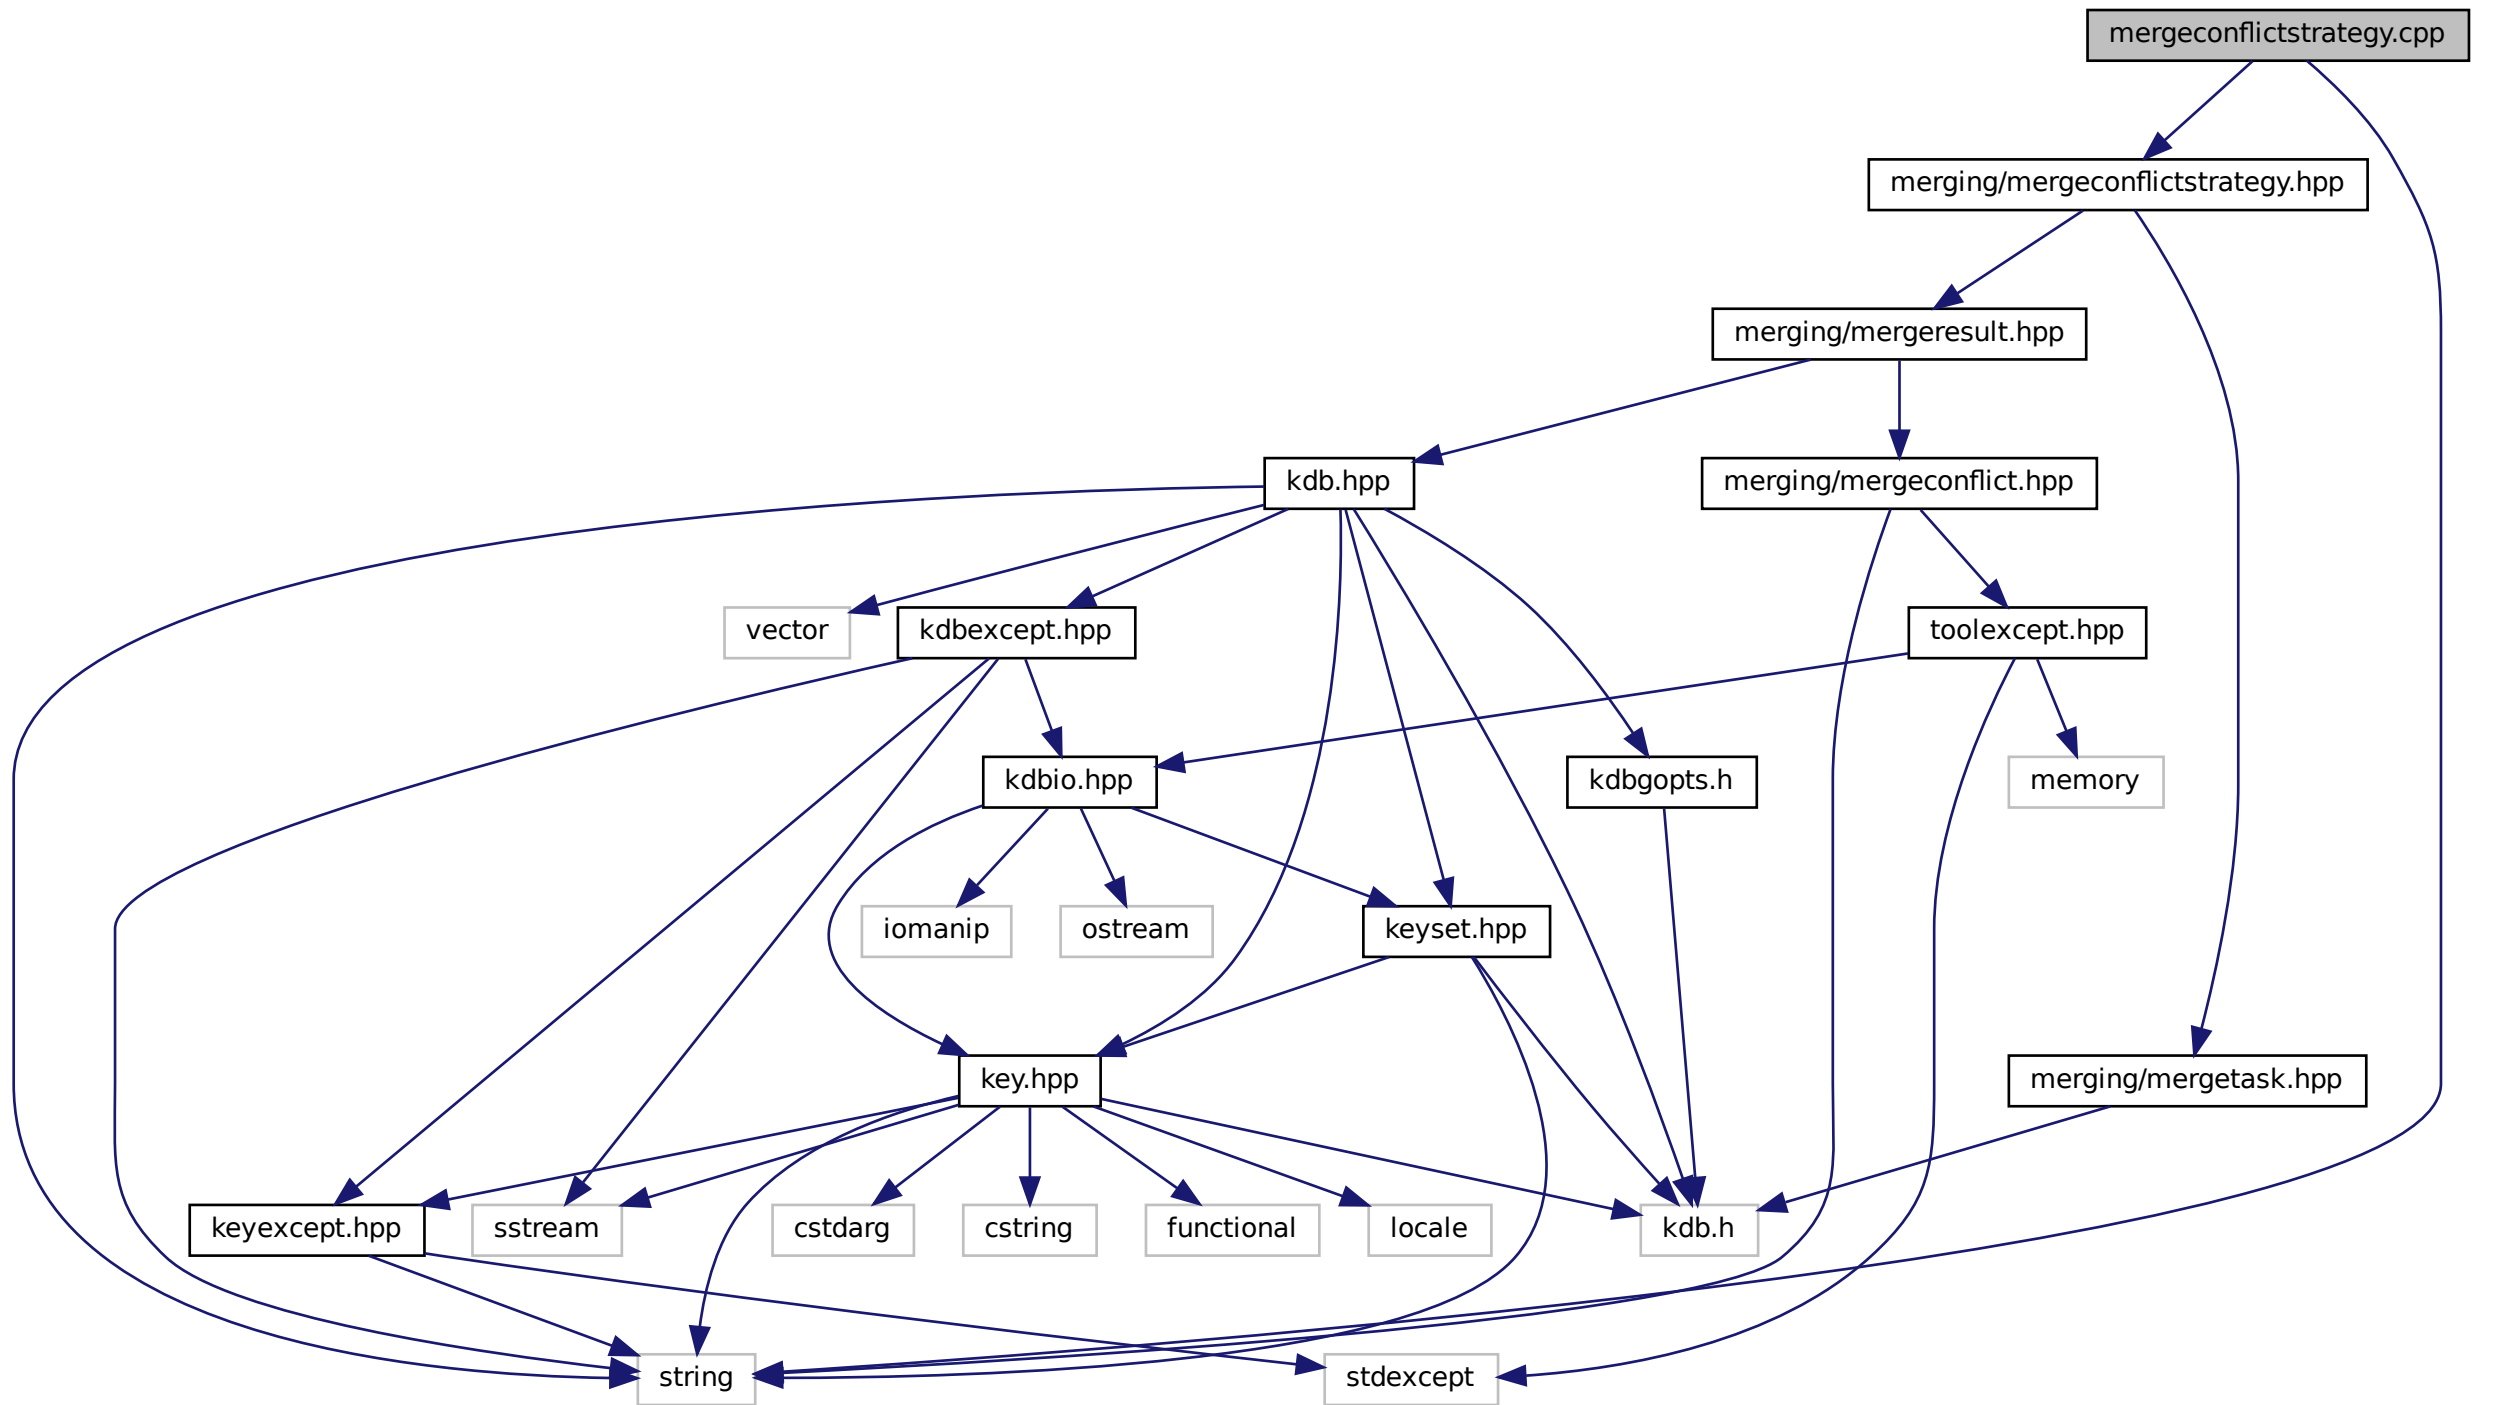 mergeconflictstrategy.cpp
merging/mergeconflictstrategy.hpp
merging/mergeresult.hpp
kdb.hpp
merging/mergeconflict.hpp
vector
kdbexcept.hpp
toolexcept.hpp
kdbio.hpp
kdbgopts.h
memory
iomanip
ostream
keyset.hpp
key.hpp
merging/mergetask.hpp
keyexcept.hpp
sstream
cstdarg
cstring
functional
locale
kdb.h
string
stdexcept